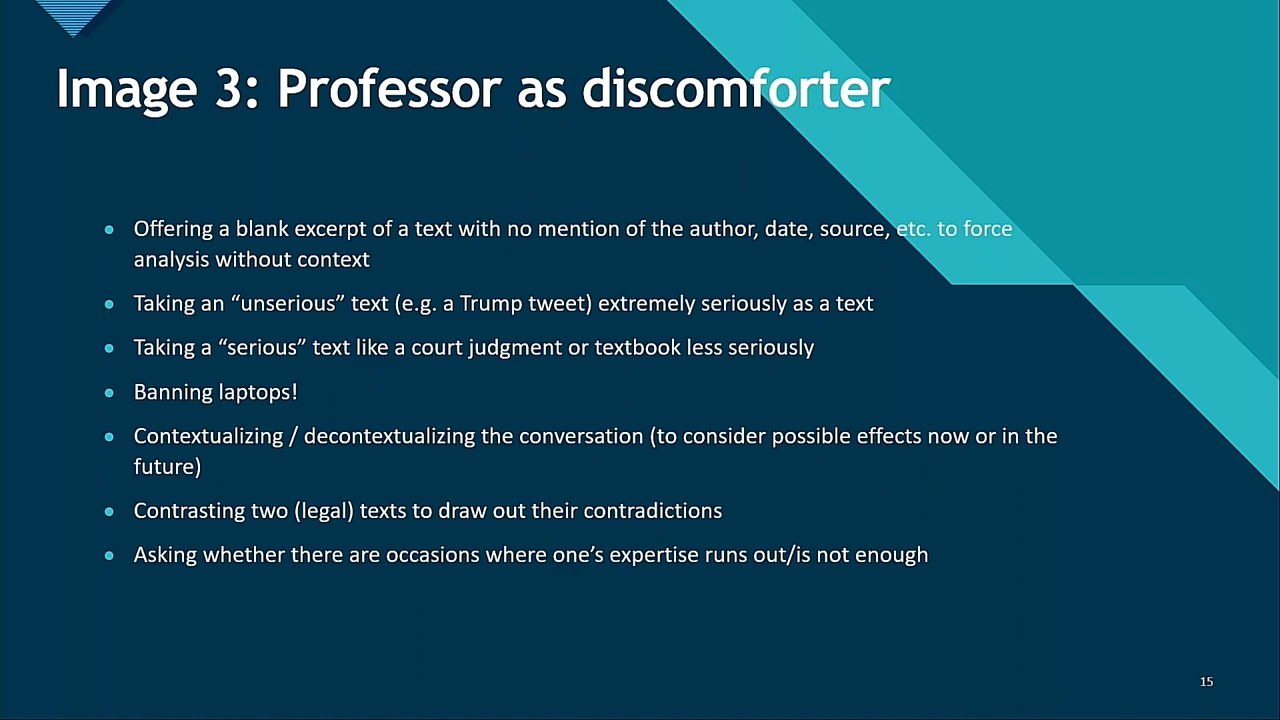 Image 3: Professor as discomforter
Offering a blank excerpt of a text with no mention of the author, date, source, etc. to force
analysis without context
Taking an “unserious” text (e.g. a Trump tweet) extremely seriously as a text
Taking a “serious” text like a court judgment or textbook less seriously
Banning laptops!
Contextualizing / decontextualizing the conversation (to consider possible effects now or in the
future)
Contrasting two (legal) texts to draw out their contradictions
Asking whether there are occasions where one’s expertise runs out/is not enough
15